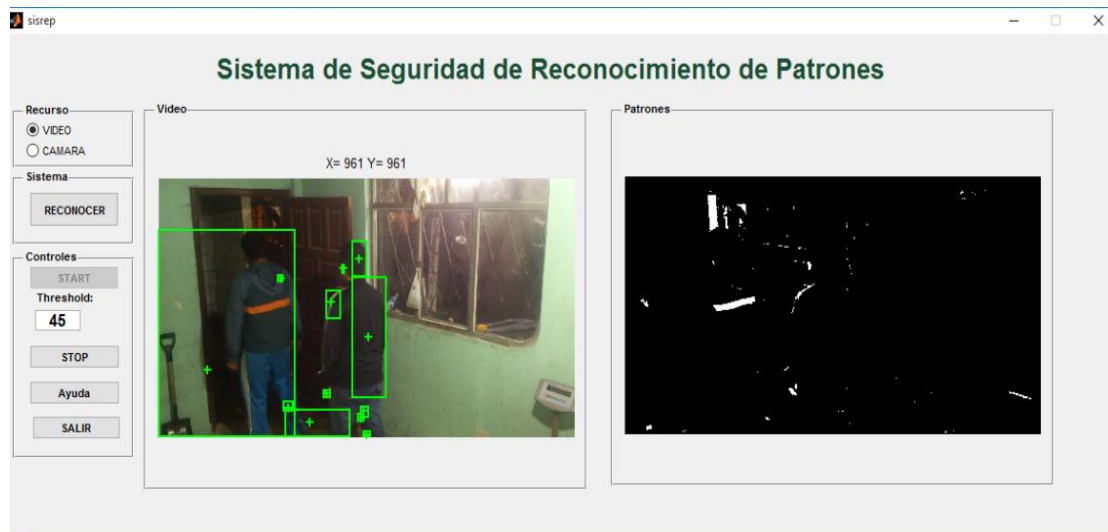 sisrep
Sistema de Seguridad de Reconocimiento de Patrones
Recurso
VIDEO
CAMARA
Sistema
RECONOCER
Controles
START
Threshold:
45
STOP
Ayuda
SALIR
Video
X= 961 Y= 961
Patrones